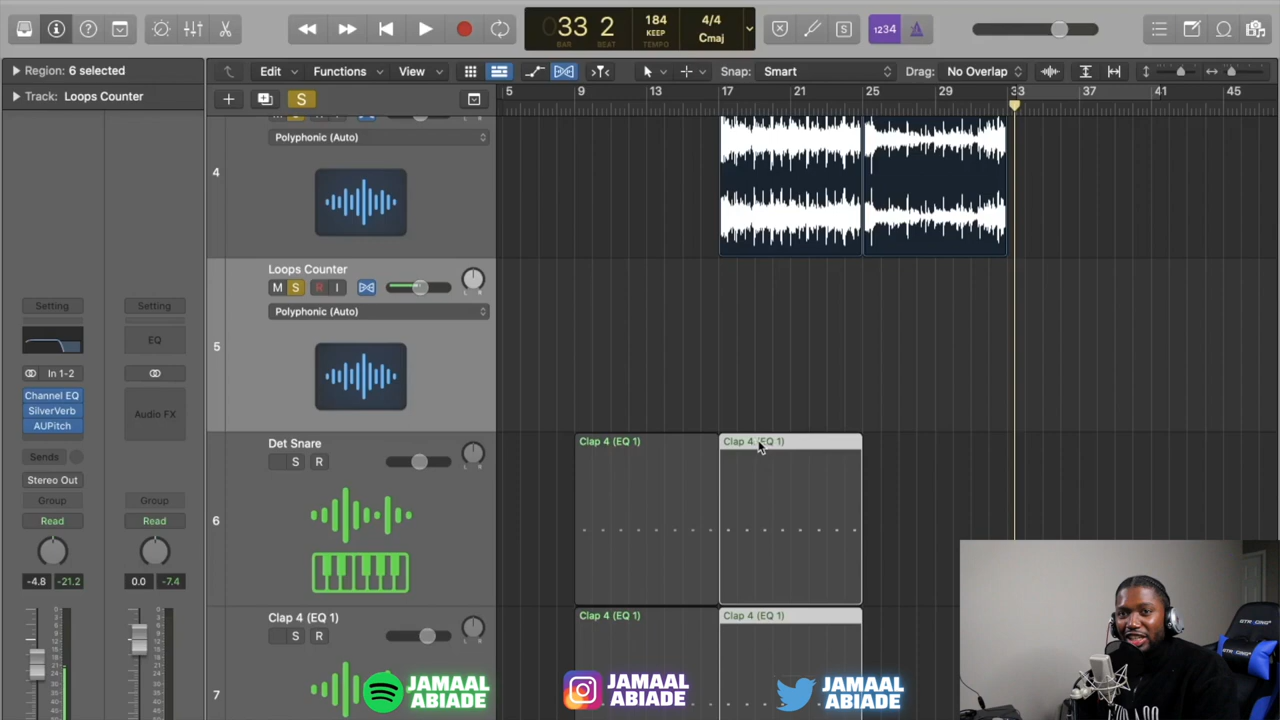 33 2
BAR BEAT
184
KEEP
TEMPO
4/4
Cmaj
1234
Region: 6 selected
Edit Functions View
Snap: Smart
Drag: No Overlap
Track: Loops Counter
S
5 9 13 17 21 25 29 33 37 41 45
4
Polyphonic (Auto)
5
Loops Counter
M S R I
L R
Polyphonic (Auto)
Setting Setting
EQ
In 1-2
Channel EQ
SilverVerb
AUPitch
Audio FX
Sends
Stereo Out
Group Group
Read Read
-4.8 -21.2 0.0 -7.4
6
Det Snare
S R
L R
Clap 4 (EQ 1) Clap 4 (EQ 1)
7
Clap 4 (EQ 1)
S R
L R
Clap 4 (EQ 1) Clap 4 (EQ 1)
JAMAAL
ABIADE
JAMAAL
ABIADE
JAMAAL
ABIADE